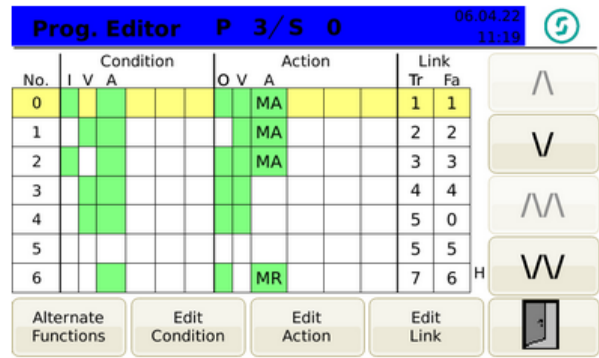 Prog. Editor P 3/S 0
06.04.22
11:19
Condition Action Link
No. I V A O V A Tr Fa
0 MA 1 1
1 MA 2 2
2 MA 3 3
3 4 4
4 5 0
5 5 5
6 MR 7 6 H
/\
\/
/\/\
\/\/
Alternate Functions
Edit Condition
Edit Action
Edit Link